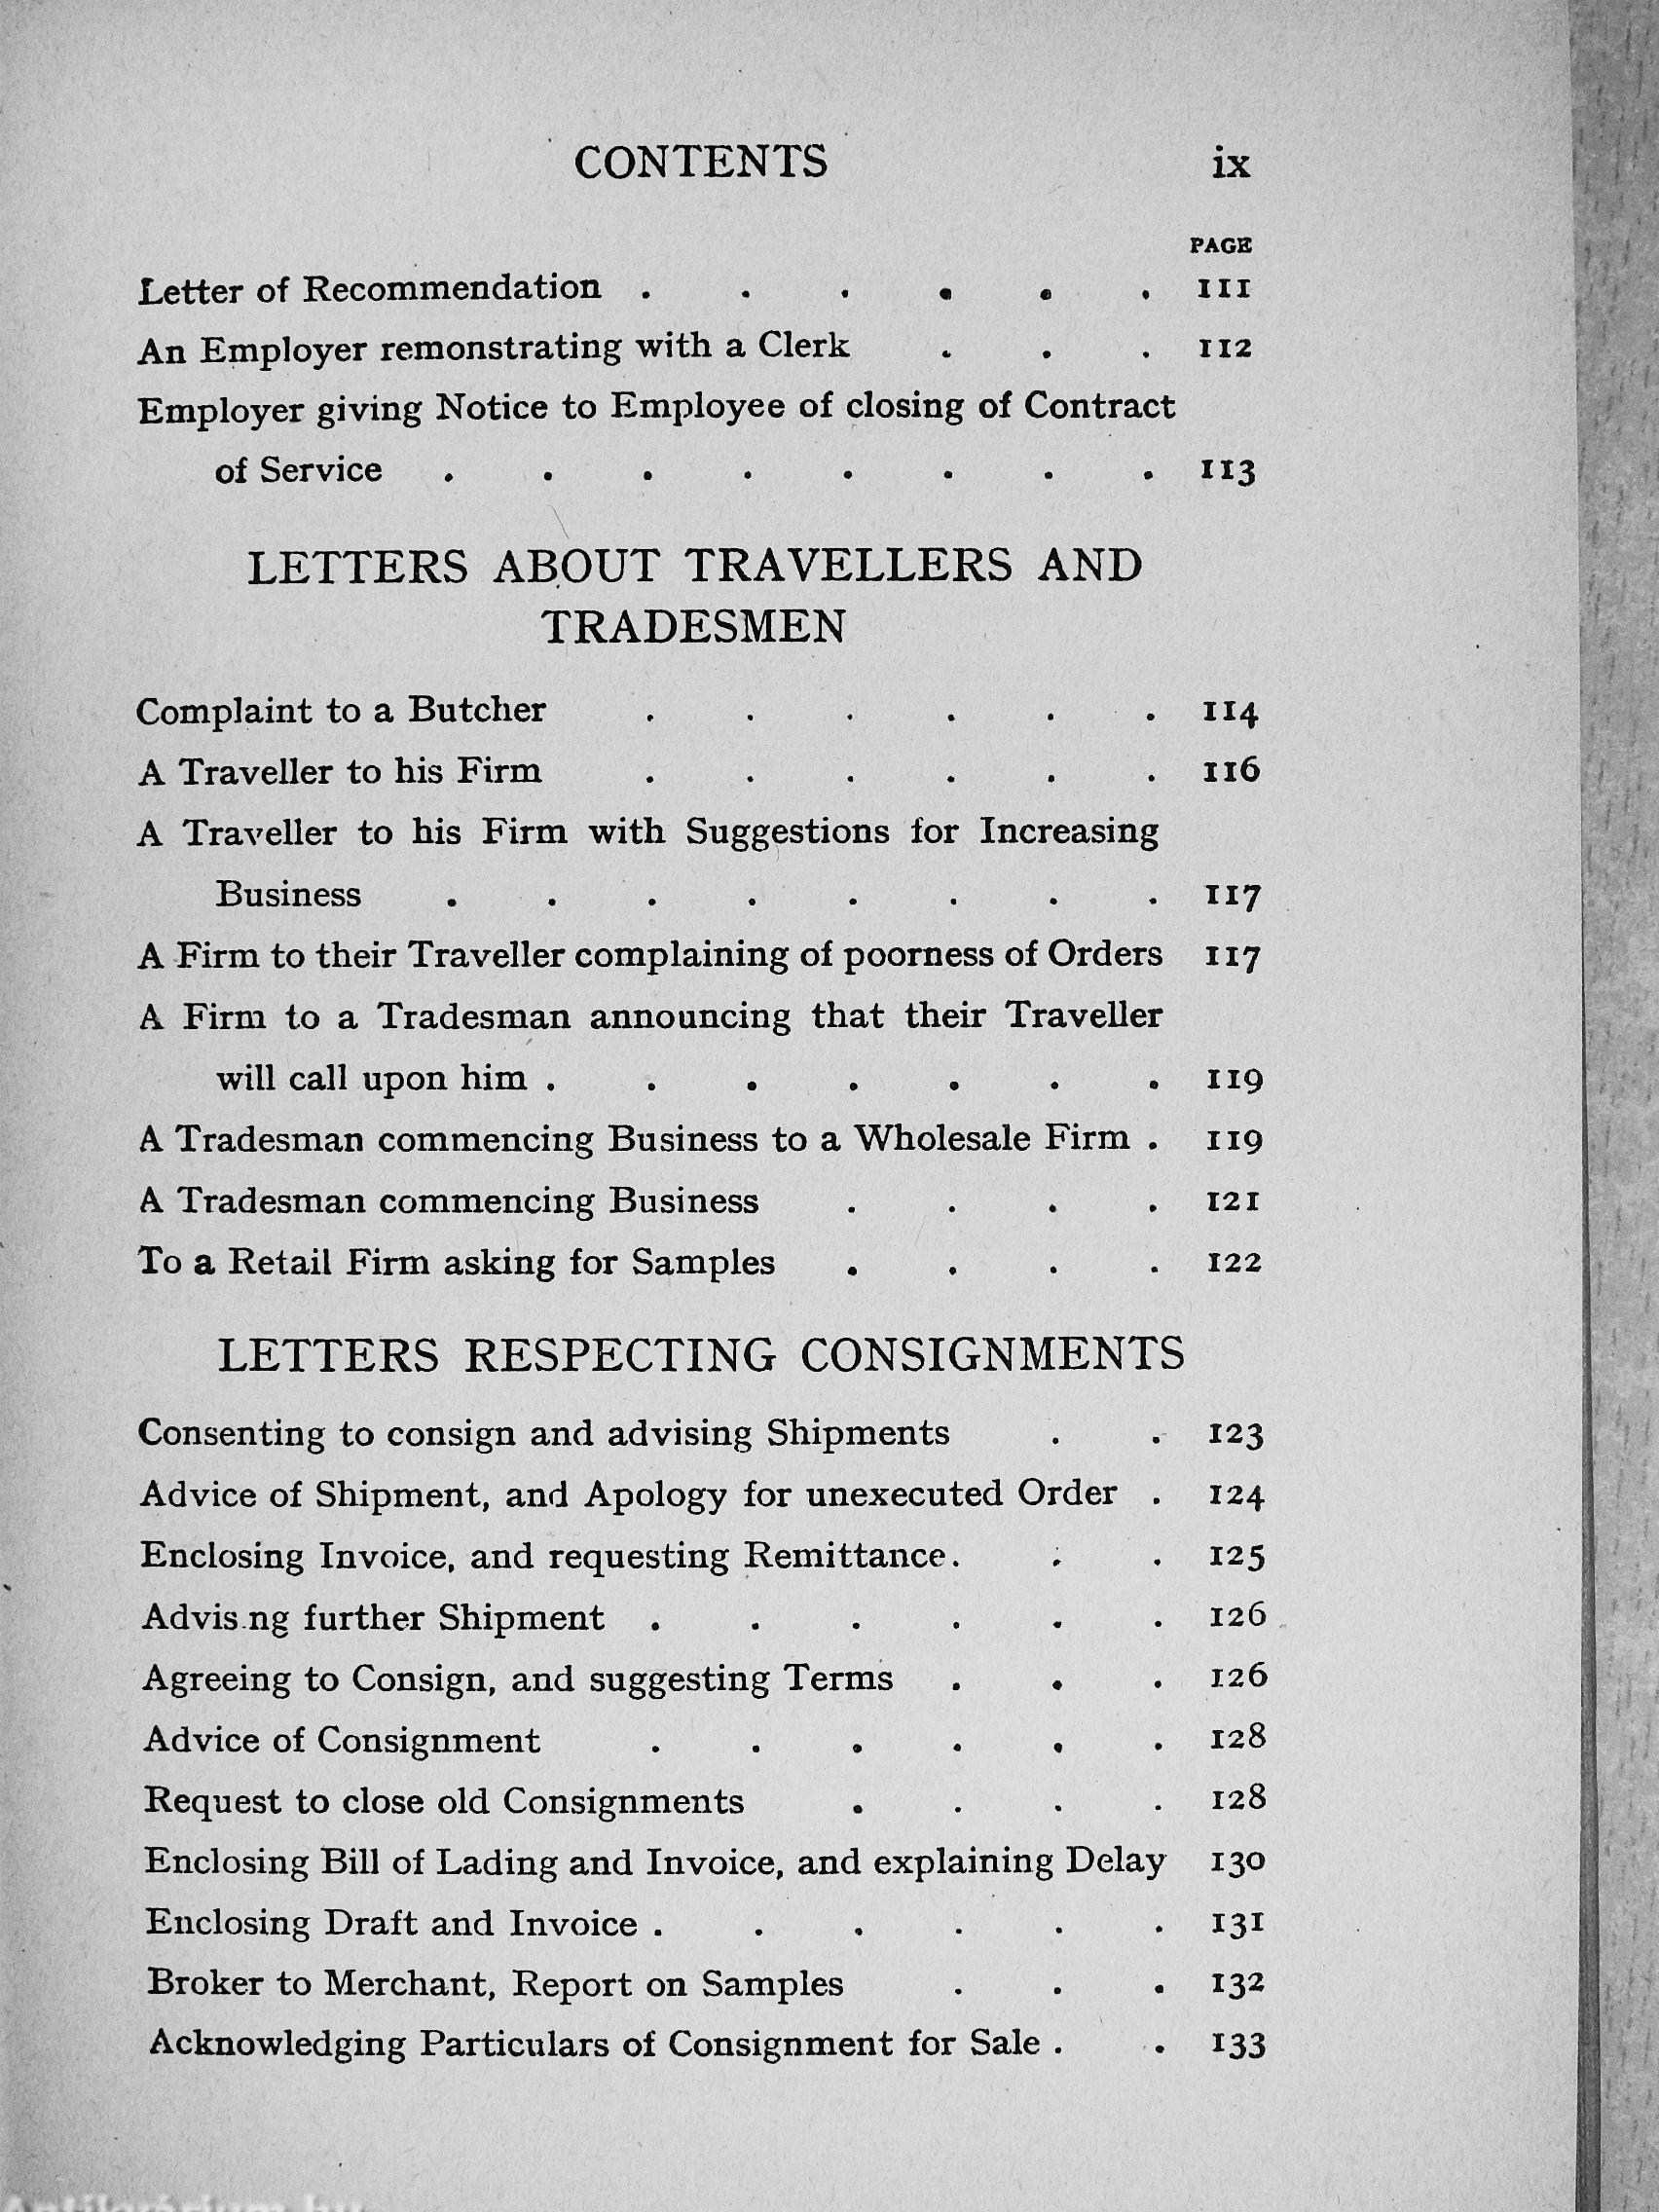 CONTENTS ix
PAGE
Letter of Recommendation . . . . . . 111
An Employer remonstrating with a Clerk . . . 112
Employer giving Notice to Employee of closing of Contract
of Service . . . . . . . . 113
LETTERS ABOUT TRAVELLERS AND
TRADESMEN
Complaint to a Butcher . . . . . . 114
A Traveller to his Firm . . . . . . 116
A Traveller to his Firm with Suggestions for Increasing
Business . . . . . . . . 117
A Firm to their Traveller complaining of poorness of Orders 117
A Firm to a Tradesman announcing that their Traveller
will call upon him . . . . . . . 119
A Tradesman commencing Business to a Wholesale Firm . 119
A Tradesman commencing Business . . . . 121
To a Retail Firm asking for Samples . . . . 122
LETTERS RESPECTING CONSIGNMENTS
Consenting to consign and advising Shipments . . 123
Advice of Shipment, and Apology for unexecuted Order . 124
Enclosing Invoice, and requesting Remittance . . . 125
Advis.ng further Shipment . . . . . . 126
Agreeing to Consign, and suggesting Terms . . . 126
Advice of Consignment . . . . . . 128
Request to close old Consignments . . . . 128
Enclosing Bill of Lading and Invoice, and explaining Delay 130
Enclosing Draft and Invoice . . . . . . 131
Broker to Merchant, Report on Samples . . . 132
Acknowledging Particulars of Consignment for Sale . . 133